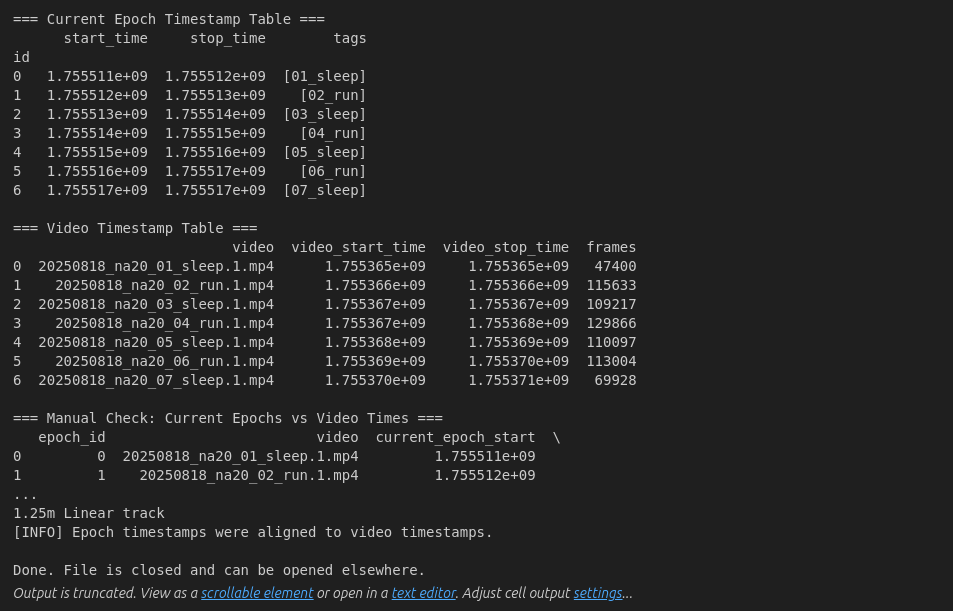 === Current Epoch Timestamp Table ===
start_time stop_time tags
id
0 1.755511e+09 1.755512e+09 [01_sleep]
1 1.755512e+09 1.755513e+09 [02_run]
2 1.755513e+09 1.755514e+09 [03_sleep]
3 1.755514e+09 1.755515e+09 [04_run]
4 1.755515e+09 1.755516e+09 [05_sleep]
5 1.755516e+09 1.755517e+09 [06_run]
6 1.755517e+09 1.755517e+09 [07_sleep]
=== Video Timestamp Table ===
video video_start_time video_stop_time frames
0 20250818_na20_01_sleep.1.mp4 1.755365e+09 1.755365e+09 47400
1 20250818_na20_02_run.1.mp4 1.755366e+09 1.755366e+09 115633
2 20250818_na20_03_sleep.1.mp4 1.755367e+09 1.755367e+09 109217
3 20250818_na20_04_run.1.mp4 1.755367e+09 1.755368e+09 129866
4 20250818_na20_05_sleep.1.mp4 1.755368e+09 1.755369e+09 110097
5 20250818_na20_06_run.1.mp4 1.755369e+09 1.755370e+09 113004
6 20250818_na20_07_sleep.1.mp4 1.755370e+09 1.755371e+09 69928
=== Manual Check: Current Epochs vs Video Times ===
epoch_id video current_epoch_start \
0 0 20250818_na20_01_sleep.1.mp4 1.755511e+09
1 1 20250818_na20_02_run.1.mp4 1.755512e+09
...
1.25m Linear track
[INFO] Epoch timestamps were aligned to video timestamps.
Done. File is closed and can be opened elsewhere.
Output is truncated. View as a scrollable element or open in a text editor. Adjust cell output settings...